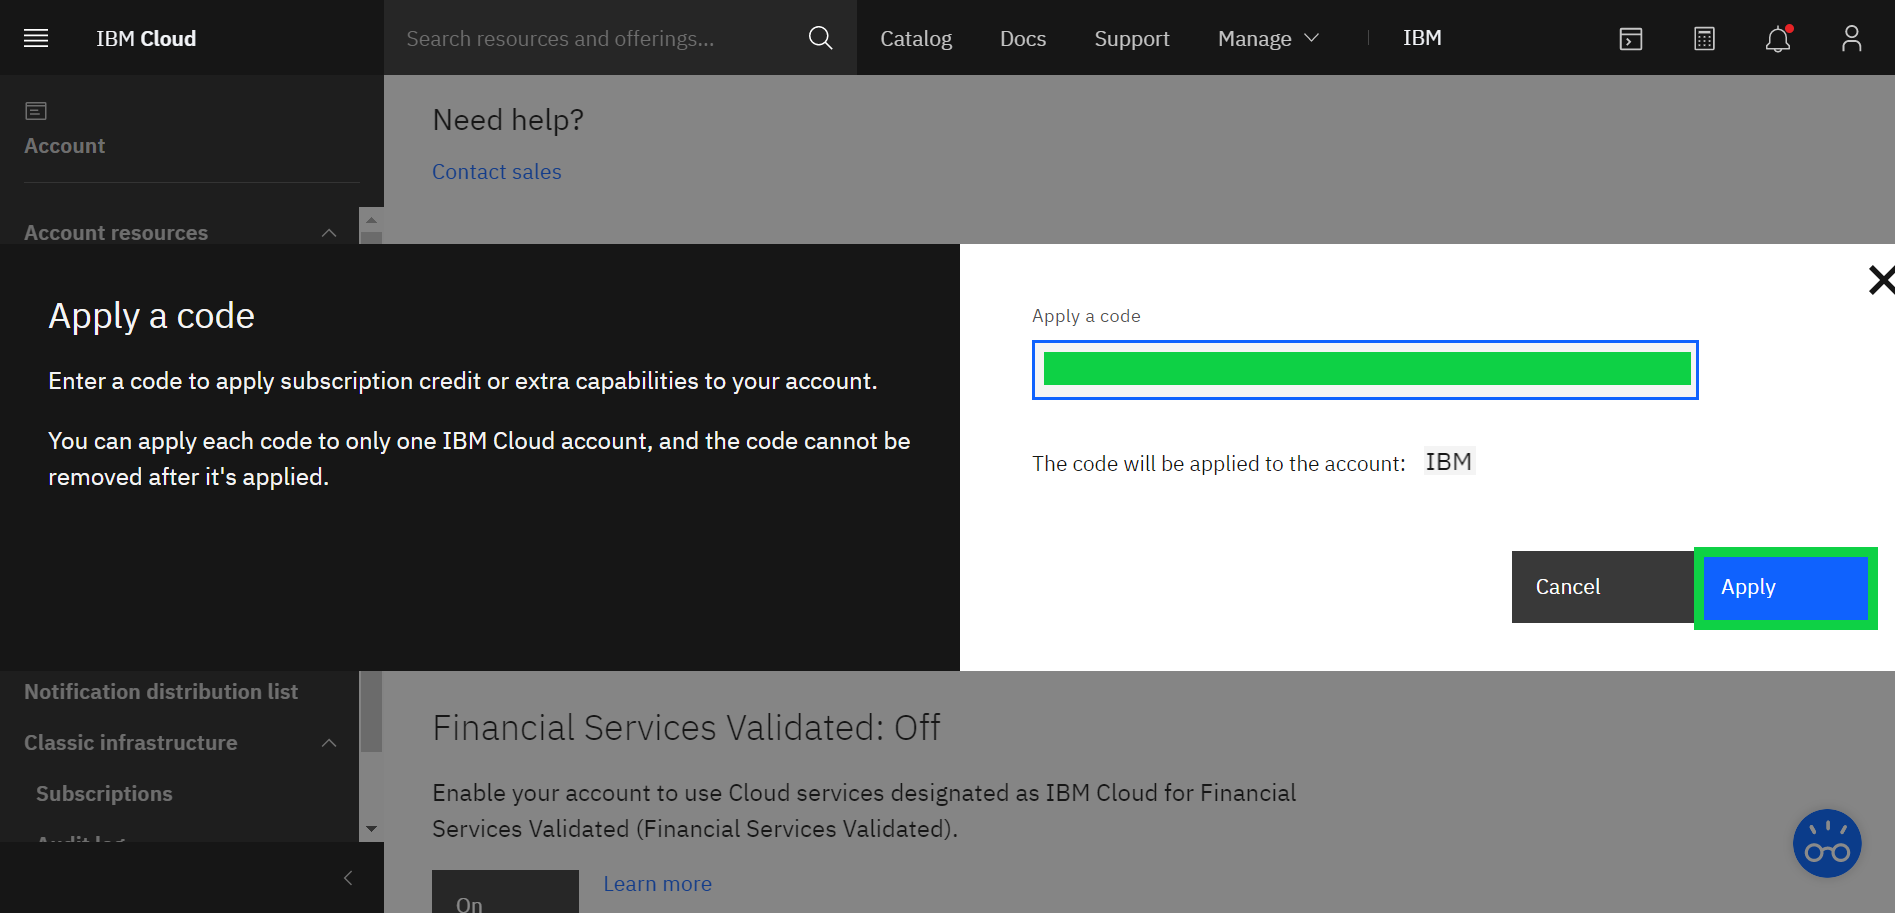 IBM Cloud
Search resources and offerings...
Catalog
Docs
Support
Manage
IBM
Account
Account resources
Need help?
Contact sales
Apply a code
Enter a code to apply subscription credit or extra capabilities to your account.
You can apply each code to only one IBM Cloud account, and the code cannot be
removed after it's applied.
Apply a code
The code will be applied to the account: IBM
Cancel
Apply
Notification distribution list
Classic infrastructure
Subscriptions
Audit log
Financial Services Validated: Off
Enable your account to use Cloud services designated as IBM Cloud for Financial
Services Validated (Financial Services Validated).
On
Learn more